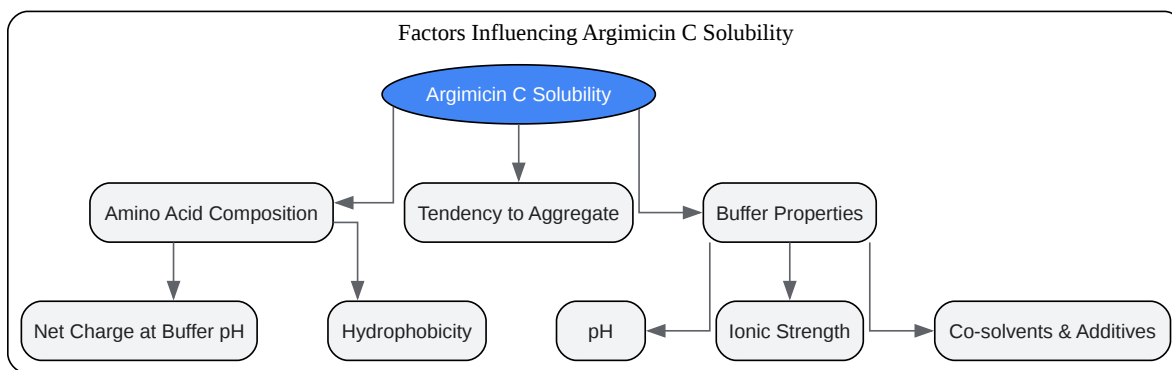 Factors Influencing Argimicin C Solubility
Argimicin C Solubility
Amino Acid Composition
Tendency to Aggregate
Buffer Properties
Net Charge at Buffer pH
Hydrophobicity
pH
Ionic Strength
Co-solvents & Additives